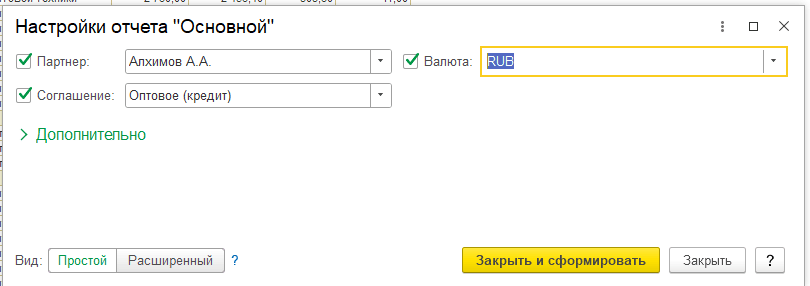 Настройки отчета "Основной"
Партнер: Алхимов А.А. Валюта: RUB
Соглашение: Оптовое (кредит)
Дополнительно
Вид: Простой Расширенный ? Закрыть и сформировать Закрыть ?